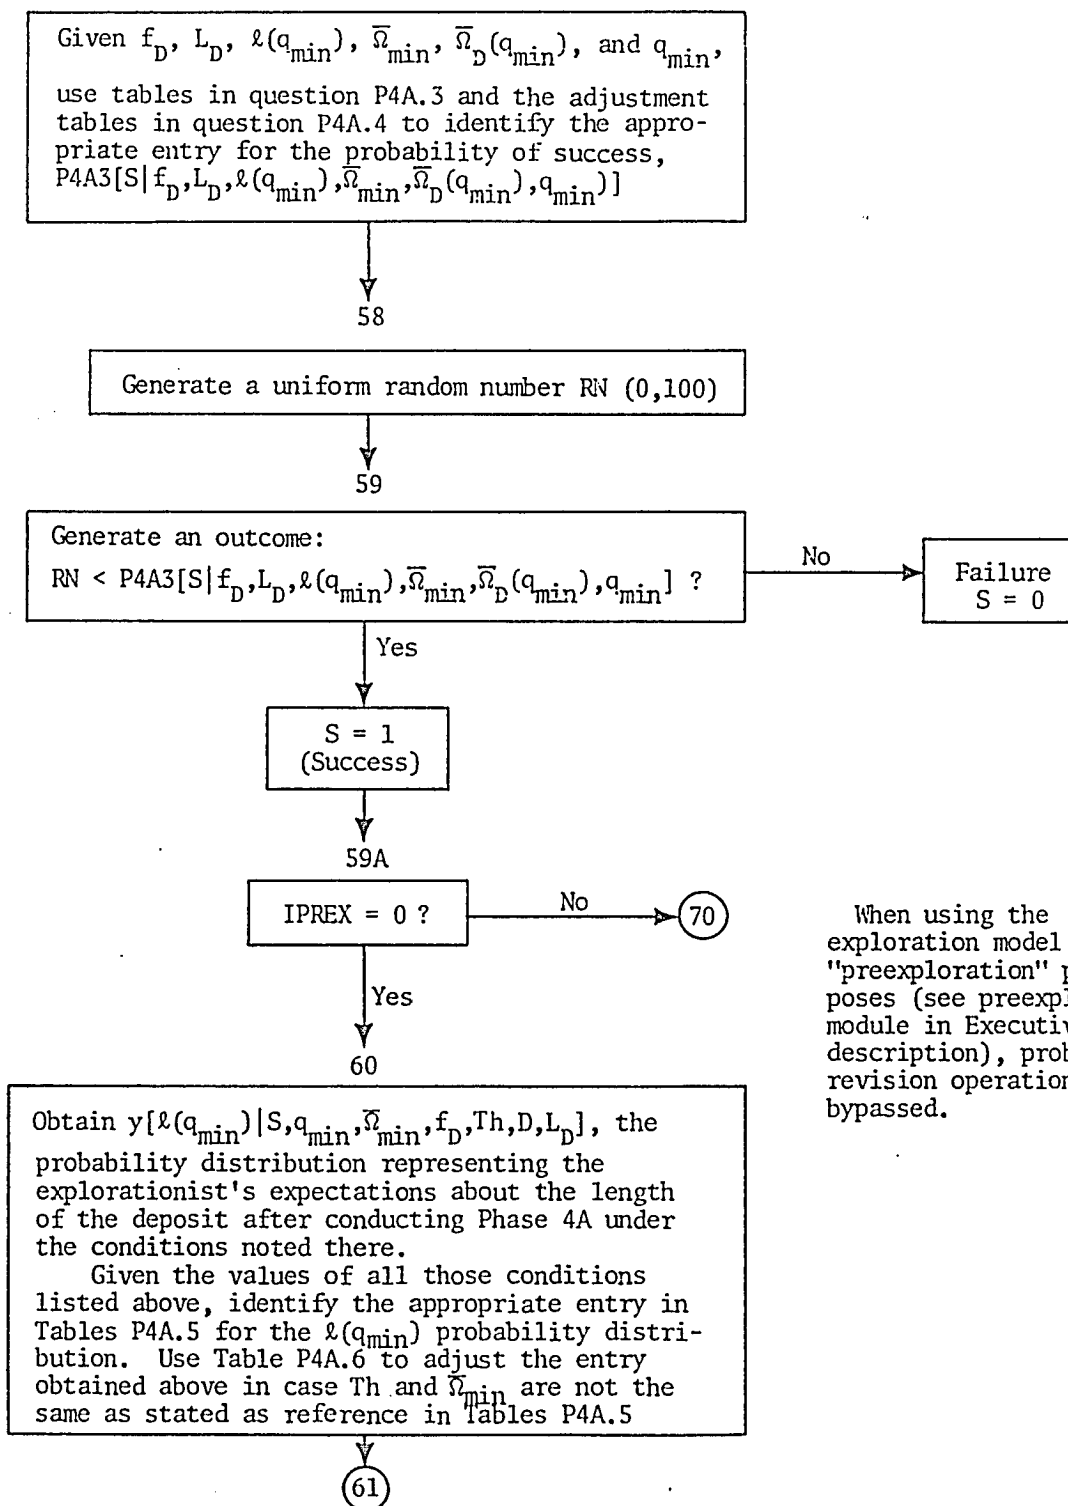 Given f_D, L_D, ℓ(q_min), Ω̅_min, Ω̅_D(q_min), and q_min,
use tables in question P4A.3 and the adjustment
tables in question P4A.4 to identify the appro-
priate entry for the probability of success,
P4A3[S|f_D,L_D,ℓ(q_min),Ω̅_min,Ω̅_D(q_min),q_min)]
58
Generate a uniform random number RN (0,100)
59
Generate an outcome:
RN < P4A3[S|f_D,L_D,ℓ(q_min),Ω̅_min,Ω̅_D(q_min),q_min] ?
No
Failure
S = 0
Yes
S = 1
(Success)
59A
IPREX = 0 ?
No
70
Yes
When using the
exploration model
"preexploration" p
poses (see preexpl
module in Executiv
description), prob
revision operation
bypassed.
60
Obtain y[ℓ(q_min)|S,q_min,Ω̅_min,f_D,Th,D,L_D], the
probability distribution representing the
explorationist's expectations about the length
of the deposit after conducting Phase 4A under
the conditions noted there.
Given the values of all those conditions
listed above, identify the appropriate entry in
Tables P4A.5 for the ℓ(q_min) probability distri-
bution. Use Table P4A.6 to adjust the entry
obtained above in case Th and Ω̅_min are not the
same as stated as reference in Tables P4A.5
61